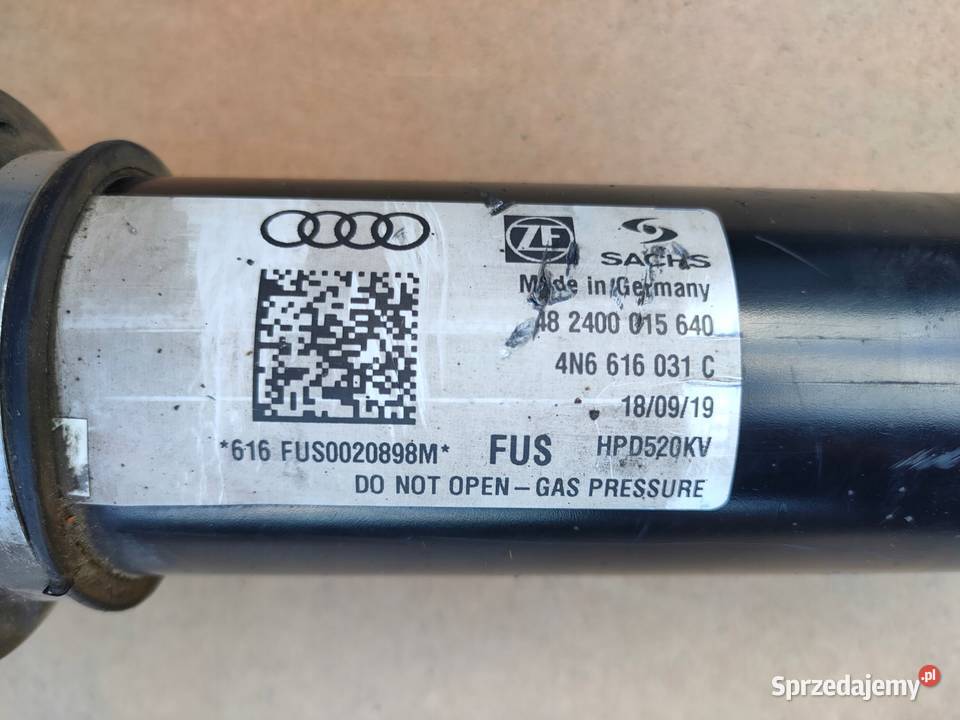 ZF
SACHS
Made in Germany
48 2400 015 640
4N6 616 031 C
18/09/19
*616 FUS0020898M* FUS HPD520KV
DO NOT OPEN – GAS PRESSURE
Sprzedajemy.pl